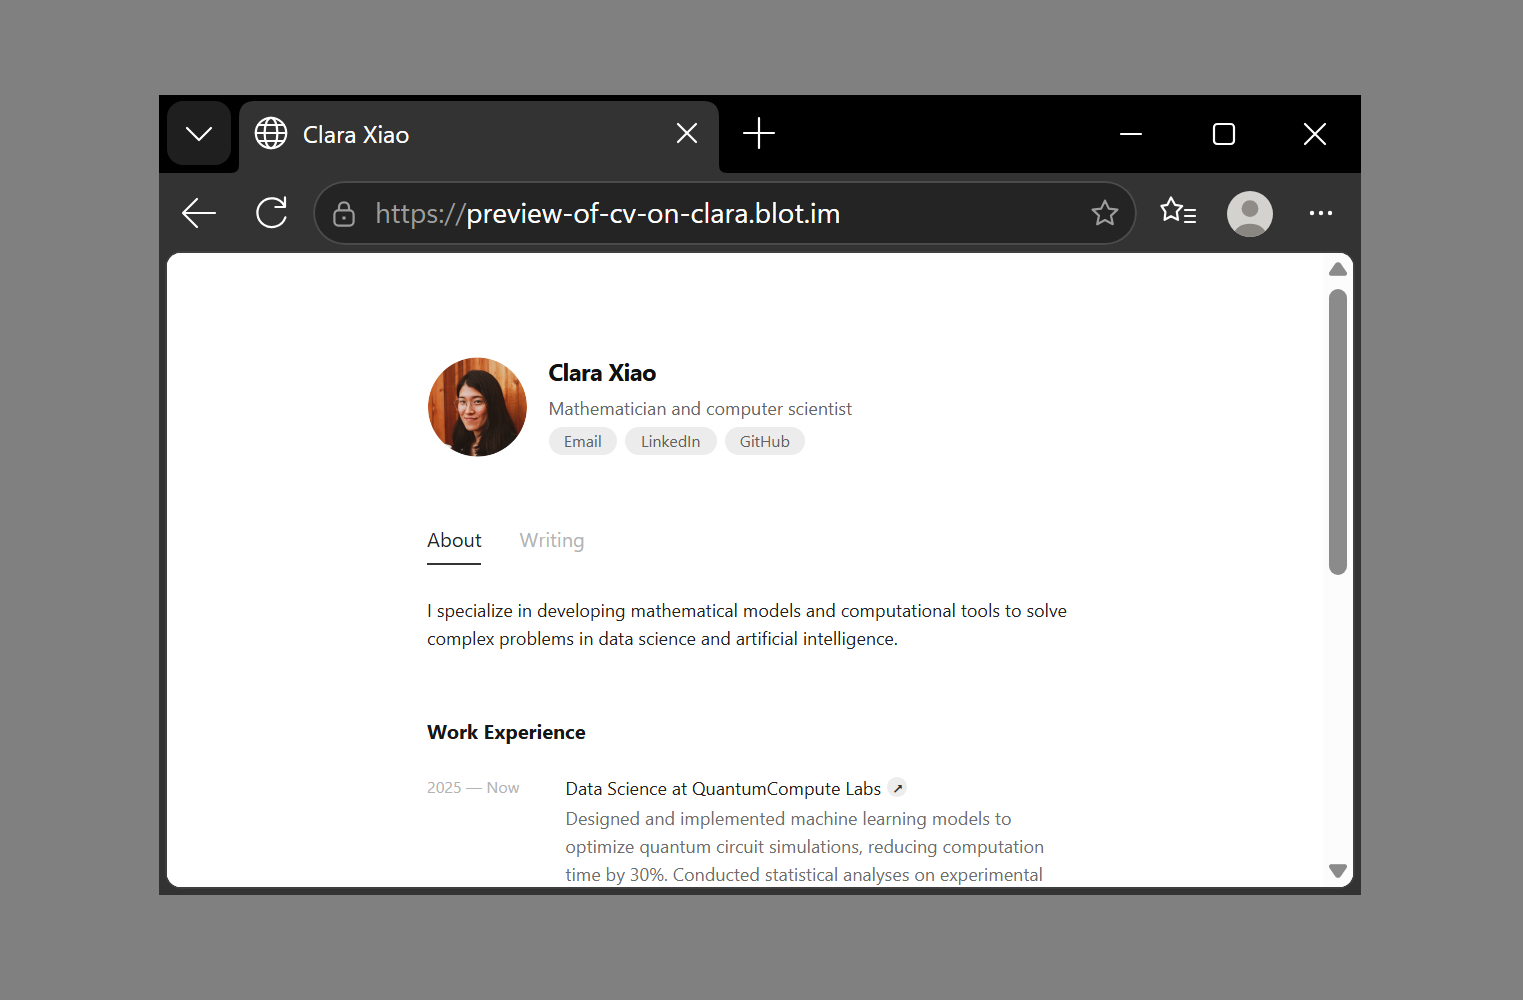 Clara Xiao
https://preview-of-cv-on-clara.blot.im
Clara Xiao
Mathematician and computer scientist
Email LinkedIn GitHub
About Writing
I specialize in developing mathematical models and computational tools to solve
complex problems in data science and artificial intelligence.
Work Experience
2025 — Now
Data Science at QuantumCompute Labs ↗
Designed and implemented machine learning models to
optimize quantum circuit simulations, reducing computation
time by 30%. Conducted statistical analyses on experimental